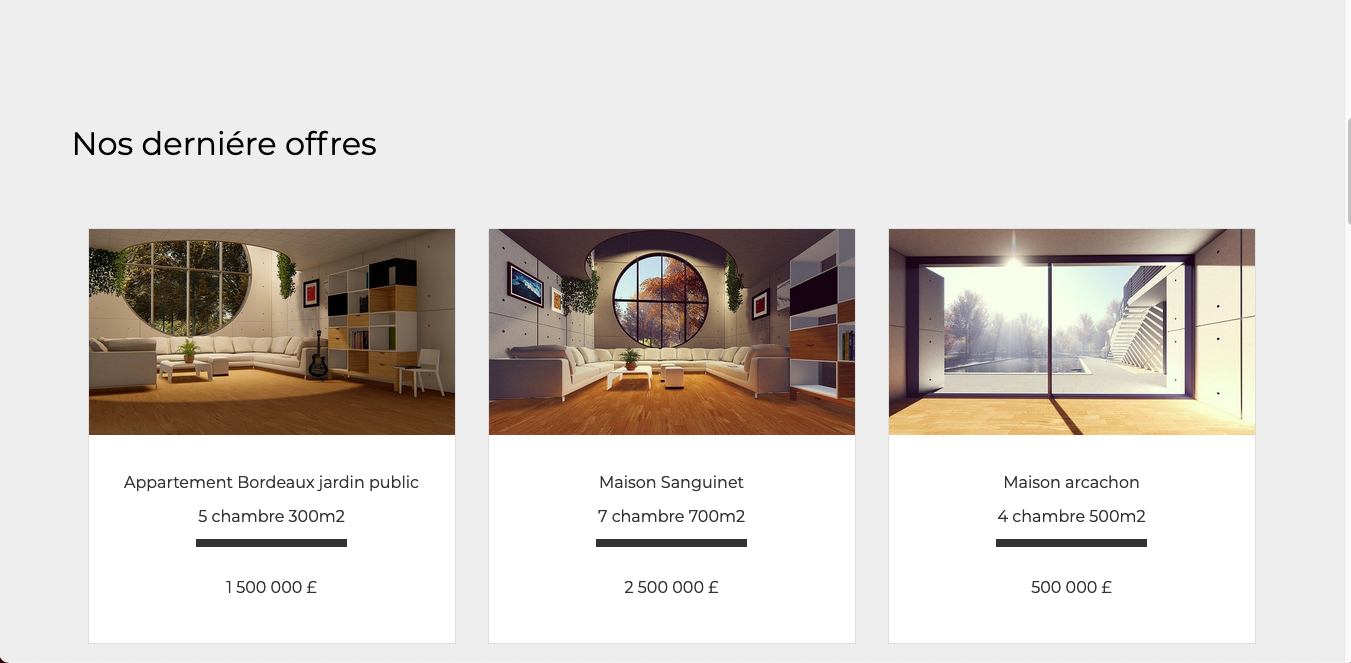 Nos derniére offres
Appartement Bordeaux jardin public
5 chambre 300m2
1 500 000 £
Maison Sanguinet
7 chambre 700m2
2 500 000 £
Maison arcachon
4 chambre 500m2
500 000 £